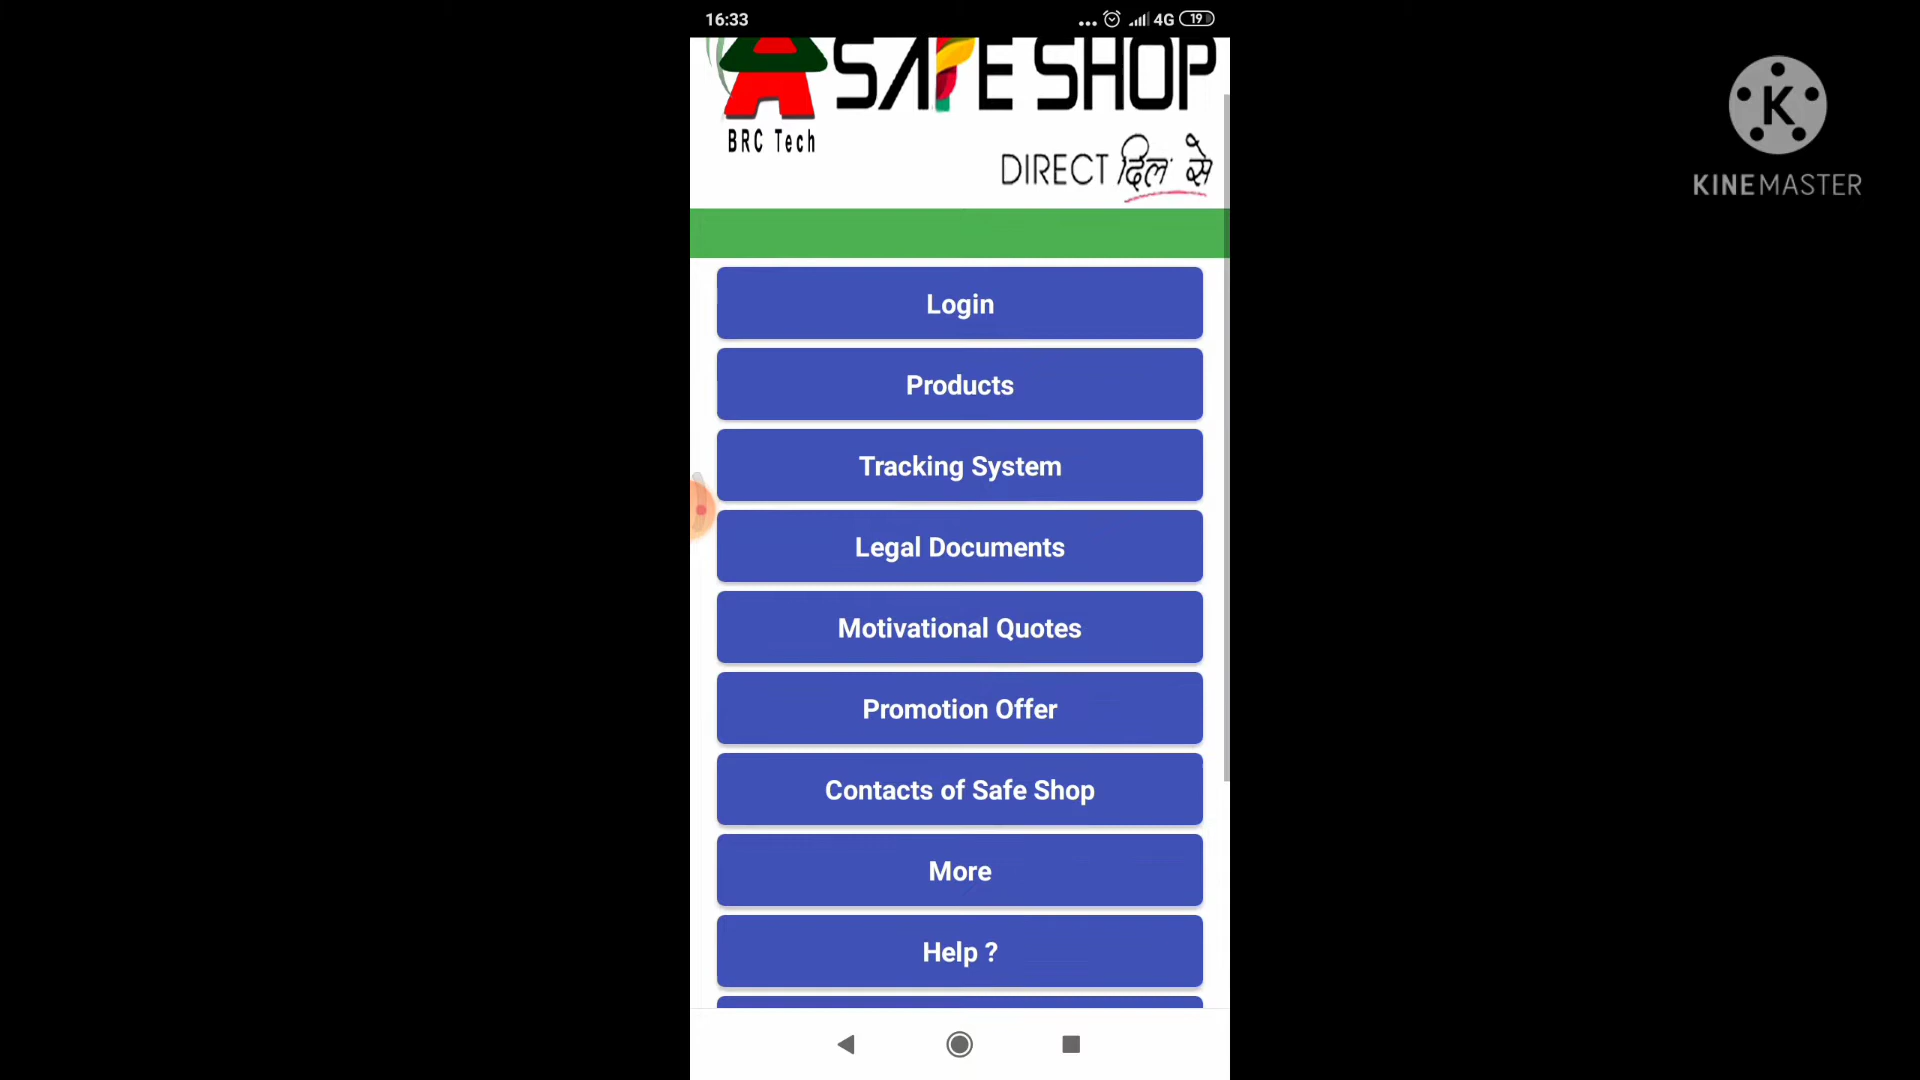 16:33
4G 19
SAFE SHOP
BRC Tech
DIRECT दिल से
Login
Products
Tracking System
Legal Documents
Motivational Quotes
Promotion Offer
Contacts of Safe Shop
More
Help ?
K
KINEMASTER